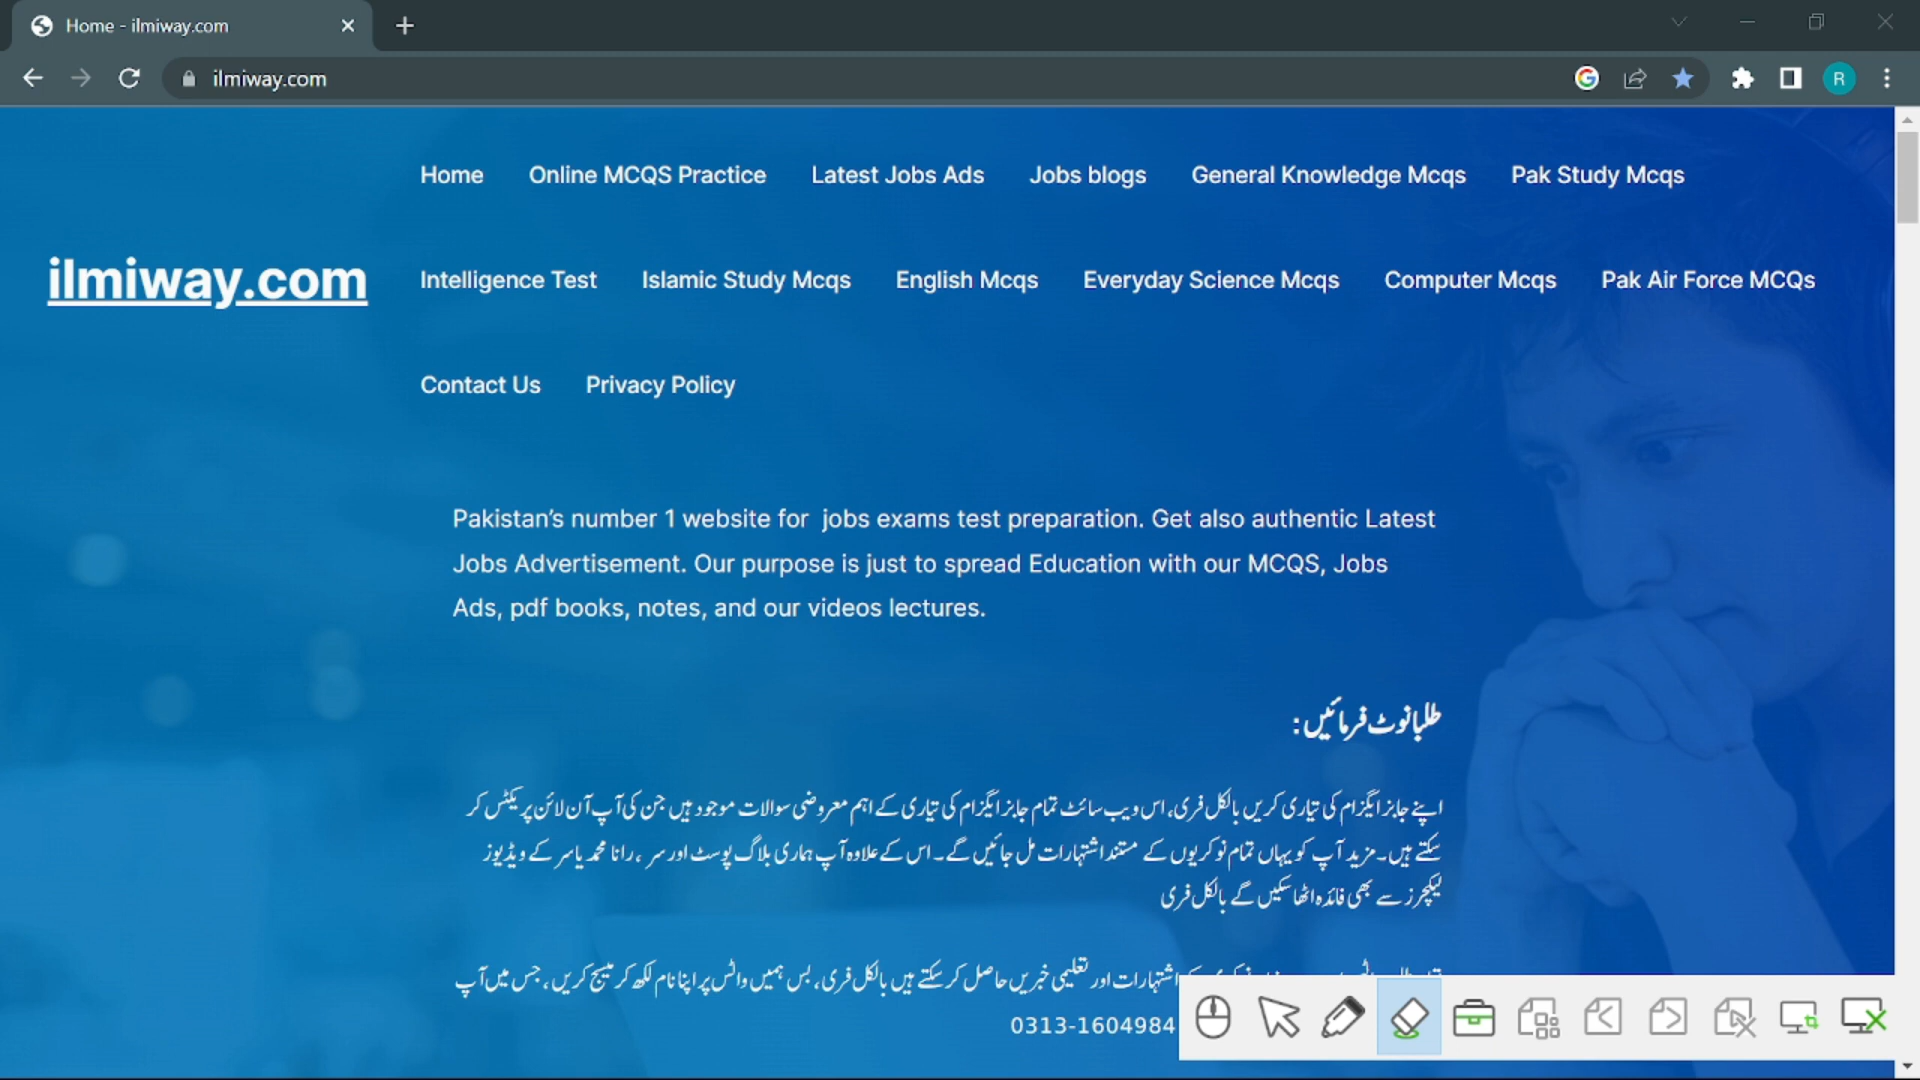 Home - ilmiway.com
ilmiway.com
R
Home Online MCQS Practice Latest Jobs Ads Jobs blogs General Knowledge Mcqs Pak Study Mcqs
ilmiway.com
Intelligence Test Islamic Study Mcqs English Mcqs Everyday Science Mcqs Computer Mcqs Pak Air Force MCQs
Contact Us Privacy Policy
Pakistan’s number 1 website for jobs exams test preparation. Get also authentic Latest
Jobs Advertisement. Our purpose is just to spread Education with our MCQS, Jobs
Ads, pdf books, notes, and our videos lectures.
طلبا نوٹ فرمائیں :
اپنے جابز ایگزام کی تیاری کریں بالکل فری، اس ویب سائٹ تمام جابز ایگزام کی تیاری کے اہم معروضی سوالات موجود ہیں جن کی آپ آن لائن پریکٹس کر
سکتے ہیں۔ مزید آپ کو یہاں تمام نوکریوں کے مستند اشتہارات مل جائیں گے۔ اس کے علاوہ آپ ہماری بلاگ پوسٹ اور سر ، رانا محمد یاسر کے ویڈیوز
لیکچرز سے بھی فائدہ اٹھا سکیں گے بالکل فری
اشتہارات اور تعلیمی خبریں حاصل کر سکتے ہیں بالکل فری، بس ہمیں واٹس پر اپنا نام لکھ کر میسج کریں ، جس میں آپ
0313-1604984